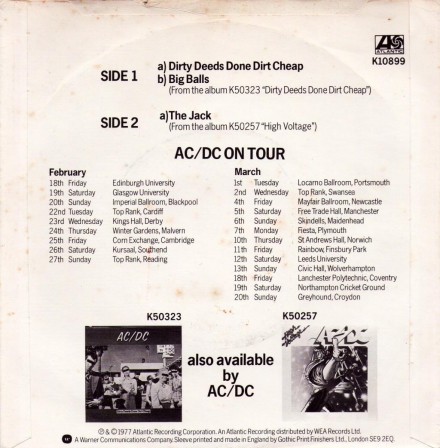 ATLANTIC
K10899
SIDE 1
a) Dirty Deeds Done Dirt Cheap
b) Big Balls
(From the album K50323 "Dirty Deeds Done Dirt Cheap")
SIDE 2
a) The Jack
(From the album K50257 "High Voltage")
AC/DC ON TOUR
February
18th Friday Edinburgh University
19th Saturday Glasgow University
20th Sunday Imperial Ballroom, Blackpool
22nd Tuesday Top Rank, Cardiff
23rd Wednesday Kings Hall, Derby
24th Thursday Winter Gardens, Malvern
25th Friday Corn Exchange, Cambridge
26th Saturday Kursaal, Southend
27th Sunday Top Rank, Reading
March
1st Tuesday Locarno Ballroom, Portsmouth
2nd Wednesday Top Rank, Swansea
4th Friday Mayfair Ballroom, Newcastle
5th Saturday Free Trade Hall, Manchester
6th Sunday Skindells, Maidenhead
7th Monday Fiesta, Plymouth
10th Thursday St Andrews Hall, Norwich
11th Friday Rainbow, Finsbury Park
12th Saturday Leeds University
13th Sunday Civic Hall, Wolverhampton
18th Friday Lanchester Polytechnic, Coventry
19th Saturday Northampton Cricket Ground
20th Sunday Greyhound, Croydon
K50323
K50257
AC/DC
also available
by
AC/DC
℗ & © 1977 Atlantic Recording Corporation. An Atlantic Recording distributed by WEA Records Ltd.
A Warner Communications Company. Sleeve printed and made in England by Gothic Print Finishers Ltd., London SE9 2EQ.